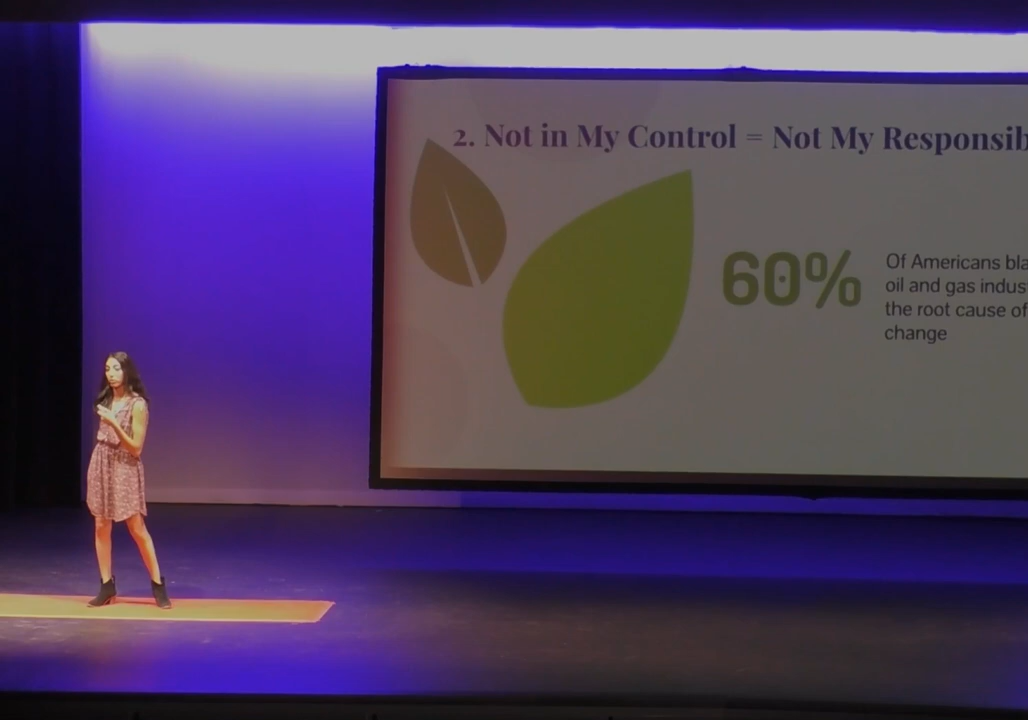 2. Not in My Control = Not My Responsib
60%
Of Americans bla
oil and gas indus
the root cause of
change